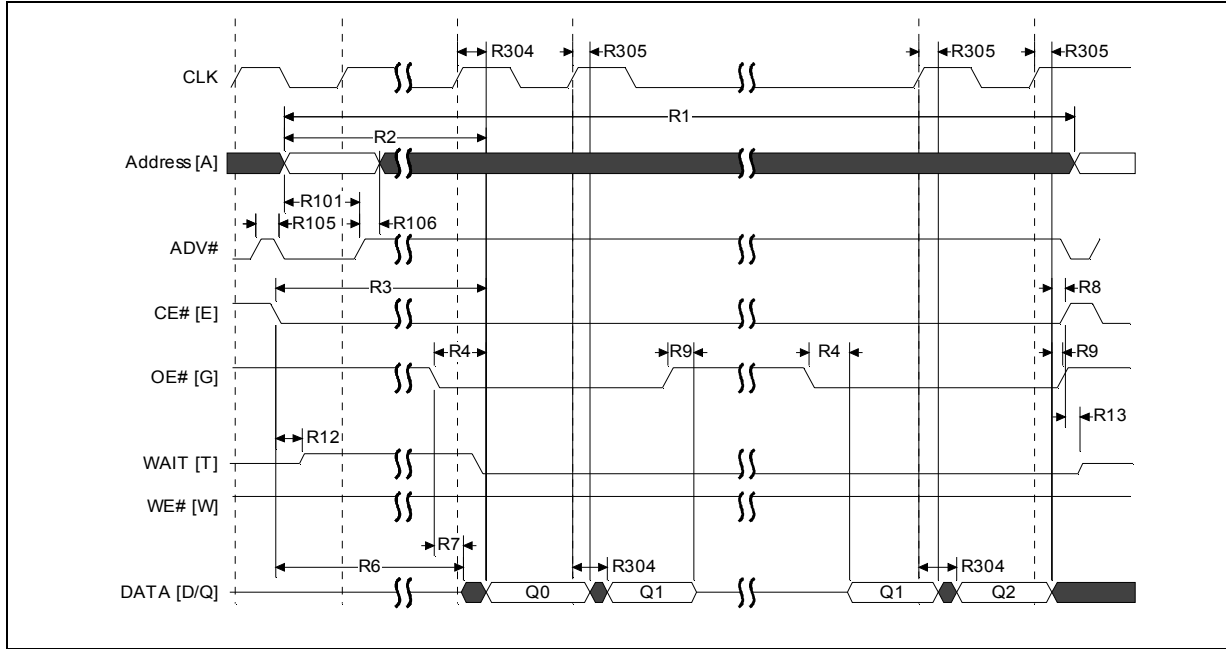 R304 R305 R305 R305
CLK
R1
R2
Address [A]
R101
R105 R106
ADV#
R3 R8
CE# [E]
R4 R9 R4 R9
OE# [G]
R13
R12
WAIT [T]
WE# [W]
R7
R6 R304 R304
DATA [D/Q] Q0 Q1 Q1 Q2